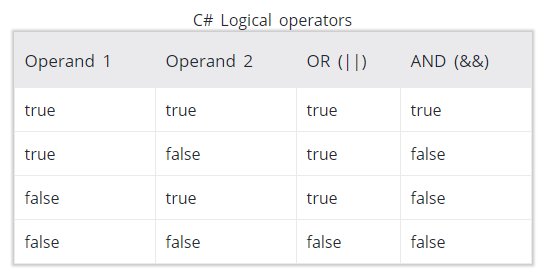 C# Logical operators
Operand 1 Operand 2 OR (||) AND (&&)
true true true true
true false true false
false true true false
false false false false